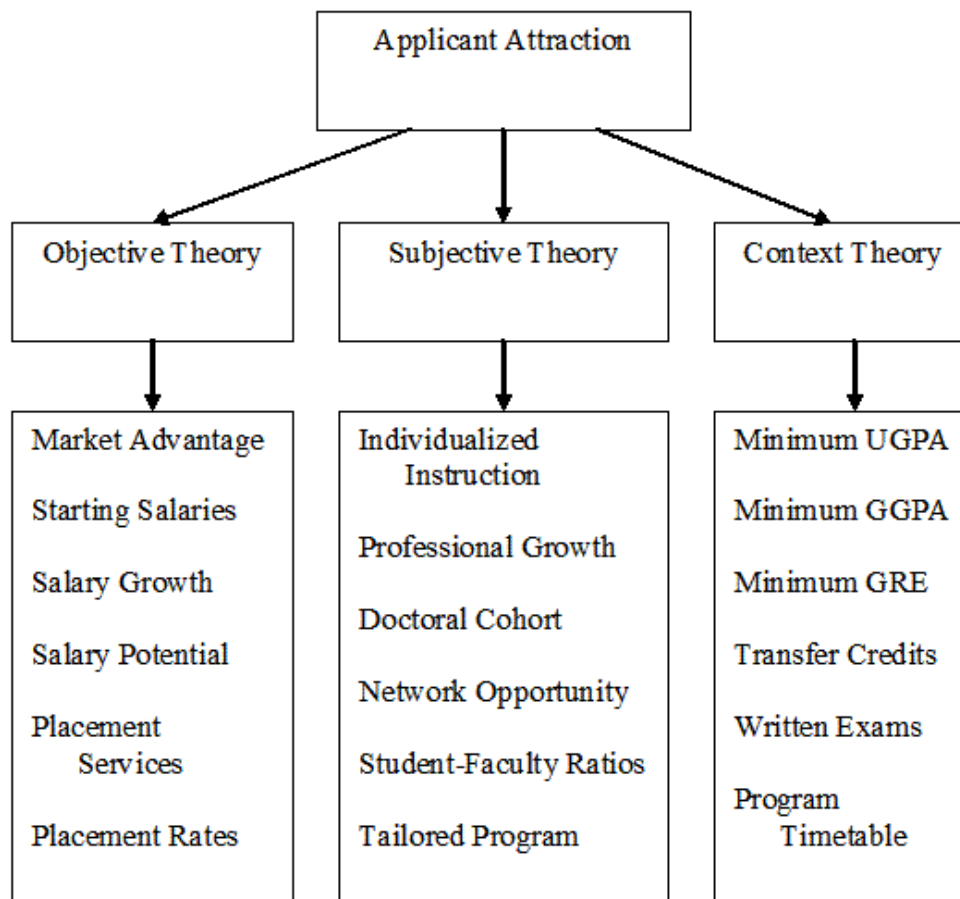 Applicant Attraction
Objective Theory
Subjective Theory
Context Theory
Market Advantage
Starting Salaries
Salary Growth
Salary Potential
Placement
Services
Placement Rates
Individualized
Instruction
Professional Growth
Doctoral Cohort
Network Opportunity
Student-Faculty Ratios
Tailored Program
Minimum UGPA
Minimum GGPA
Minimum GRE
Transfer Credits
Written Exams
Program
Timetable